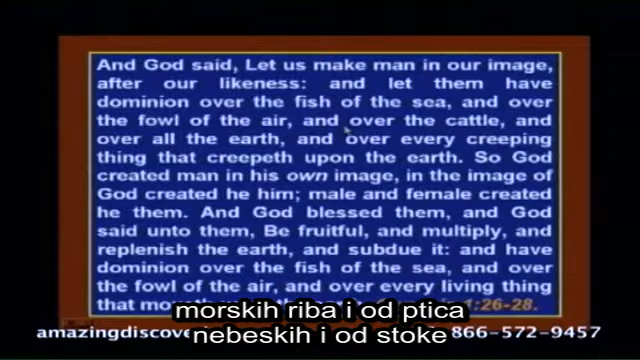 And God said, Let us make man in our image,
after our likeness: and let them have
dominion over the fish of the sea, and over
the fowl of the air, and over the cattle, and
over all the earth, and over every creeping
thing that creepeth upon the earth. So God
created man in his own image, in the image of
God created he him; male and female created
he them. And God blessed them, and God
said unto them, Be fruitful, and multiply, and
replenish the earth, and subdue it: and have
dominion over the fish of the sea, and over
the fowl of the air, and over every living thing
that 1:26-28.
morskih riba i od ptica
nebeskih i od stoke
amazingdiscove 866-572-9457